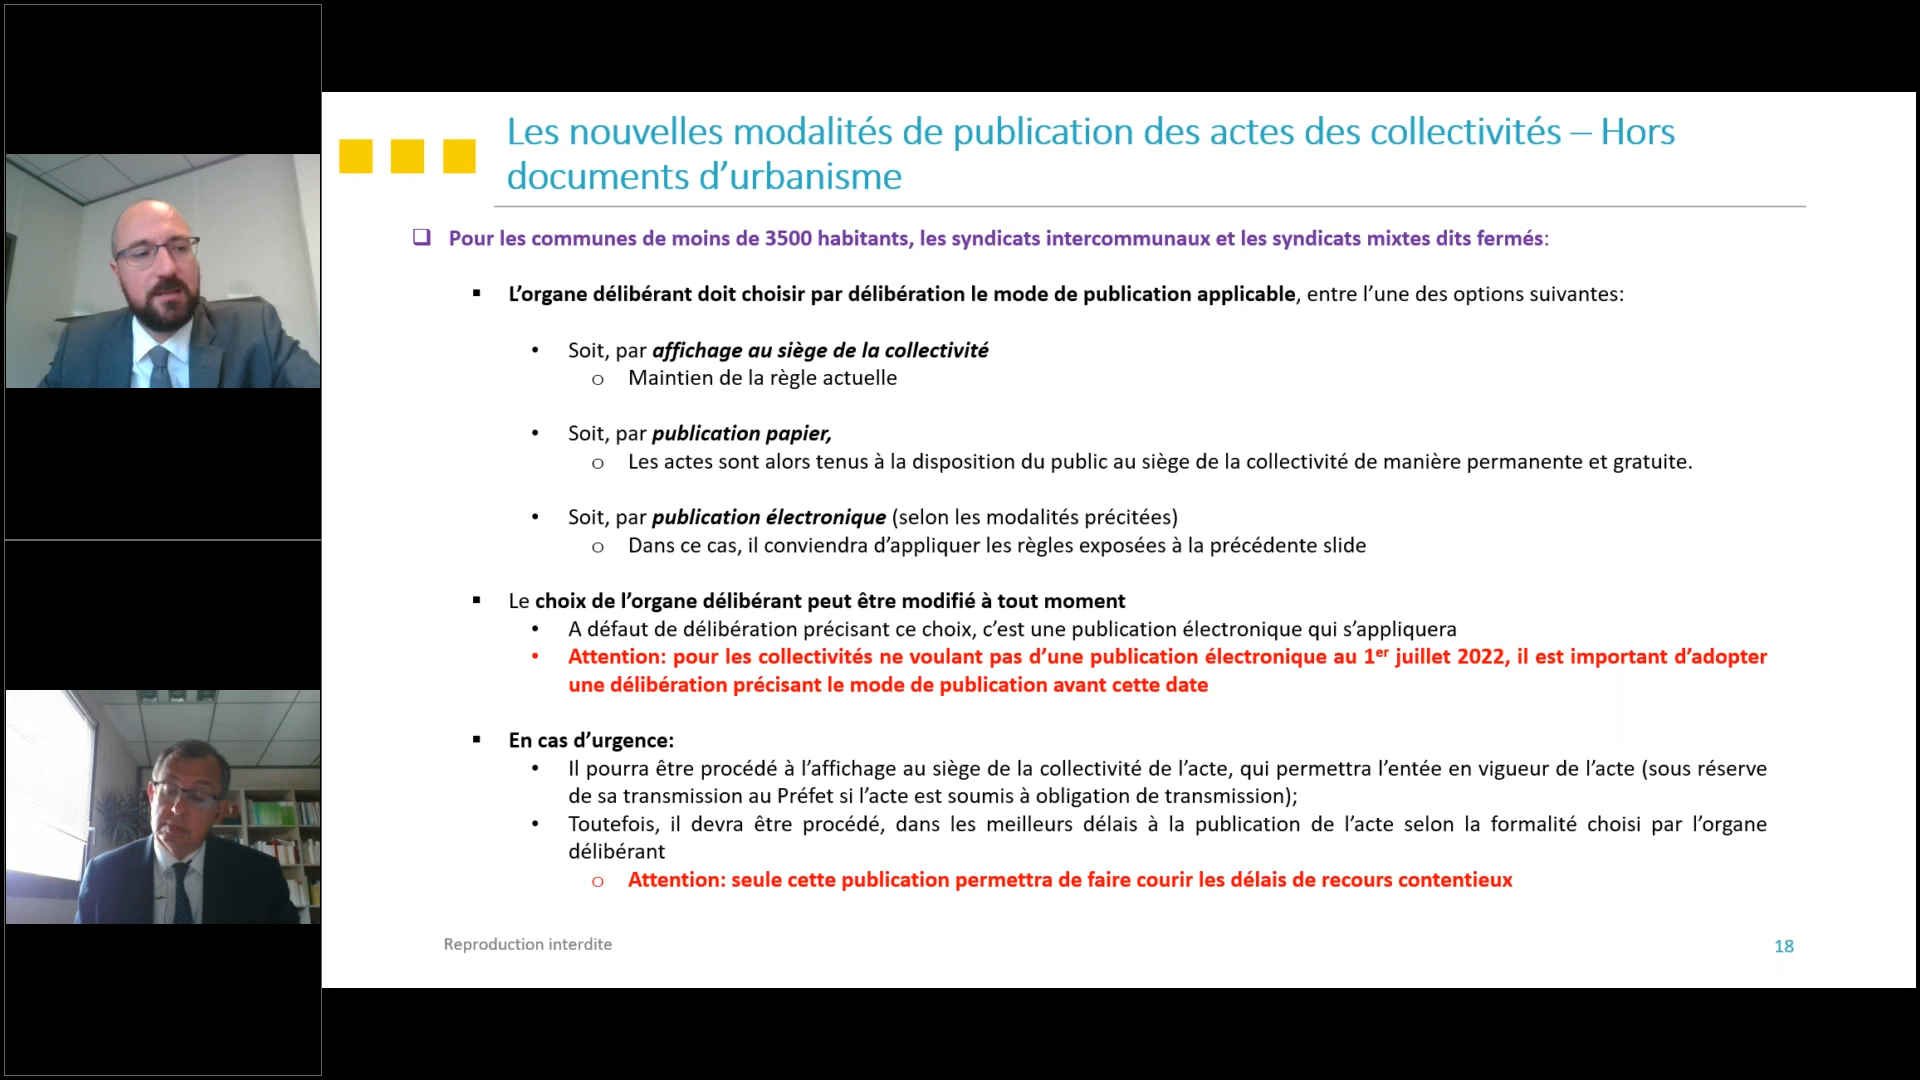 Les nouvelles modalités de publication des actes des collectivités – Hors
documents d’urbanisme
❑ Pour les communes de moins de 3500 habitants, les syndicats intercommunaux et les syndicats mixtes dits fermés:
▪ L’organe délibérant doit choisir par délibération le mode de publication applicable, entre l’une des options suivantes:
• Soit, par affichage au siège de la collectivité
o Maintien de la règle actuelle
• Soit, par publication papier,
o Les actes sont alors tenus à la disposition du public au siège de la collectivité de manière permanente et gratuite.
• Soit, par publication électronique (selon les modalités précitées)
o Dans ce cas, il conviendra d’appliquer les règles exposées à la précédente slide
▪ Le choix de l’organe délibérant peut être modifié à tout moment
• A défaut de délibération précisant ce choix, c’est une publication électronique qui s’appliquera
• Attention: pour les collectivités ne voulant pas d’une publication électronique au 1er juillet 2022, il est important d’adopter
une délibération précisant le mode de publication avant cette date
▪ En cas d’urgence:
• Il pourra être procédé à l’affichage au siège de la collectivité de l’acte, qui permettra l’entée en vigueur de l’acte (sous réserve
de sa transmission au Préfet si l’acte est soumis à obligation de transmission);
• Toutefois, il devra être procédé, dans les meilleurs délais à la publication de l’acte selon la formalité choisi par l’organe
délibérant
o Attention: seule cette publication permettra de faire courir les délais de recours contentieux
Reproduction interdite
18